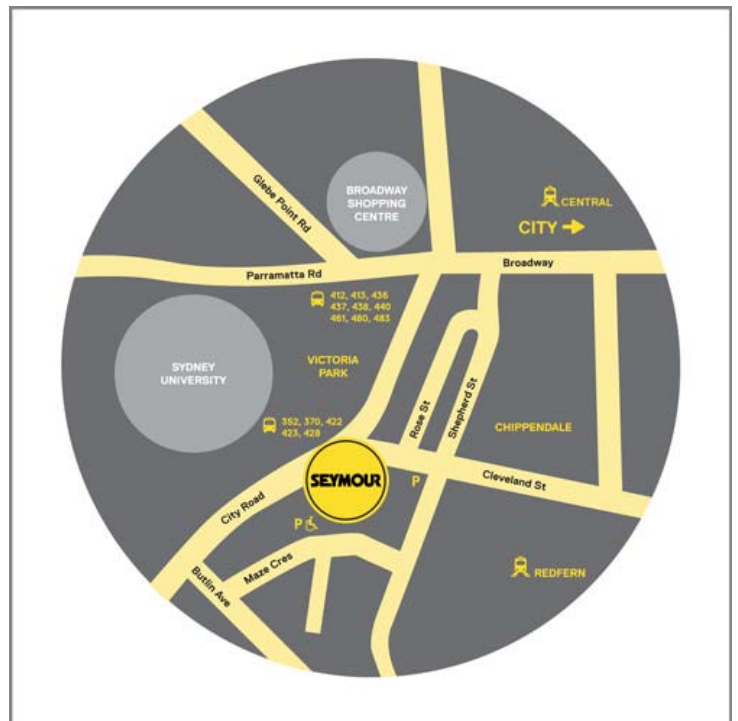 Glebe Point Rd
BROADWAY
SHOPPING
CENTRE
CENTRAL
CITY
Broadway
Parramatta Rd
412, 413, 436
437, 438, 440
461, 480, 483
SYDNEY
UNIVERSITY
VICTORIA
PARK
352, 370, 422
423, 428
Rose St
Shepherd St
CHIPPENDALE
SEYMOUR
P
Cleveland St
City Road
P
Maze Cres
Butlin Ave
REDFERN